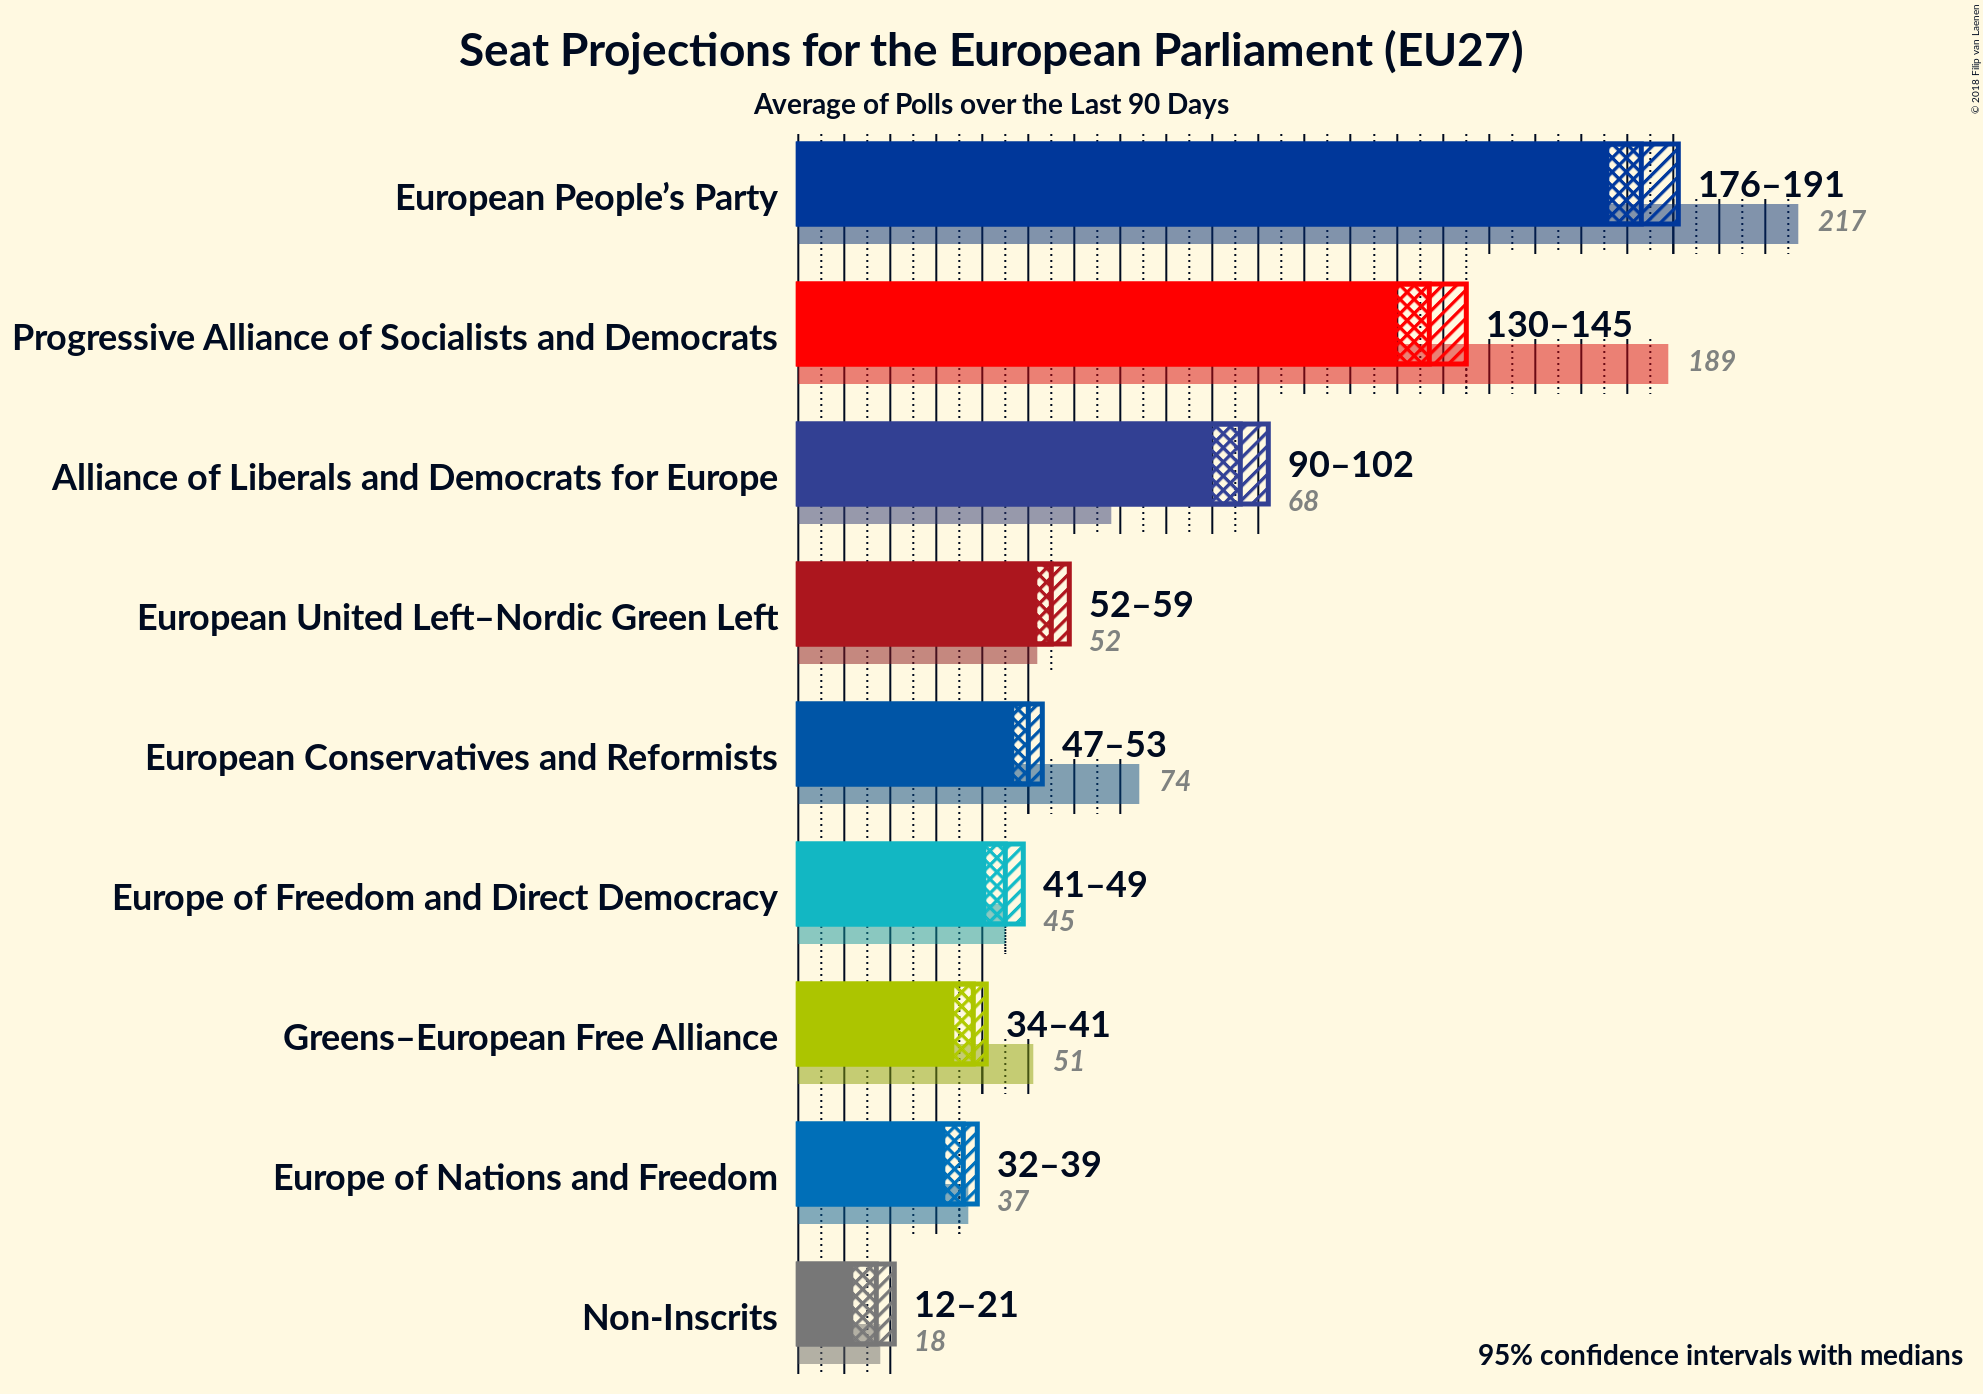 Seat Projections for the European Parliament (EU27)
Average of Polls over the Last 90 Days
© 2018 Filip van Laenen
European People’s Party
176–191
217
Progressive Alliance of Socialists and Democrats
130–145
189
Alliance of Liberals and Democrats for Europe
90–102
68
European United Left–Nordic Green Left
52–59
52
European Conservatives and Reformists
47–53
74
Europe of Freedom and Direct Democracy
41–49
45
Greens–European Free Alliance
34–41
51
Europe of Nations and Freedom
32–39
37
Non-Inscrits
12–21
18
95% confidence intervals with medians